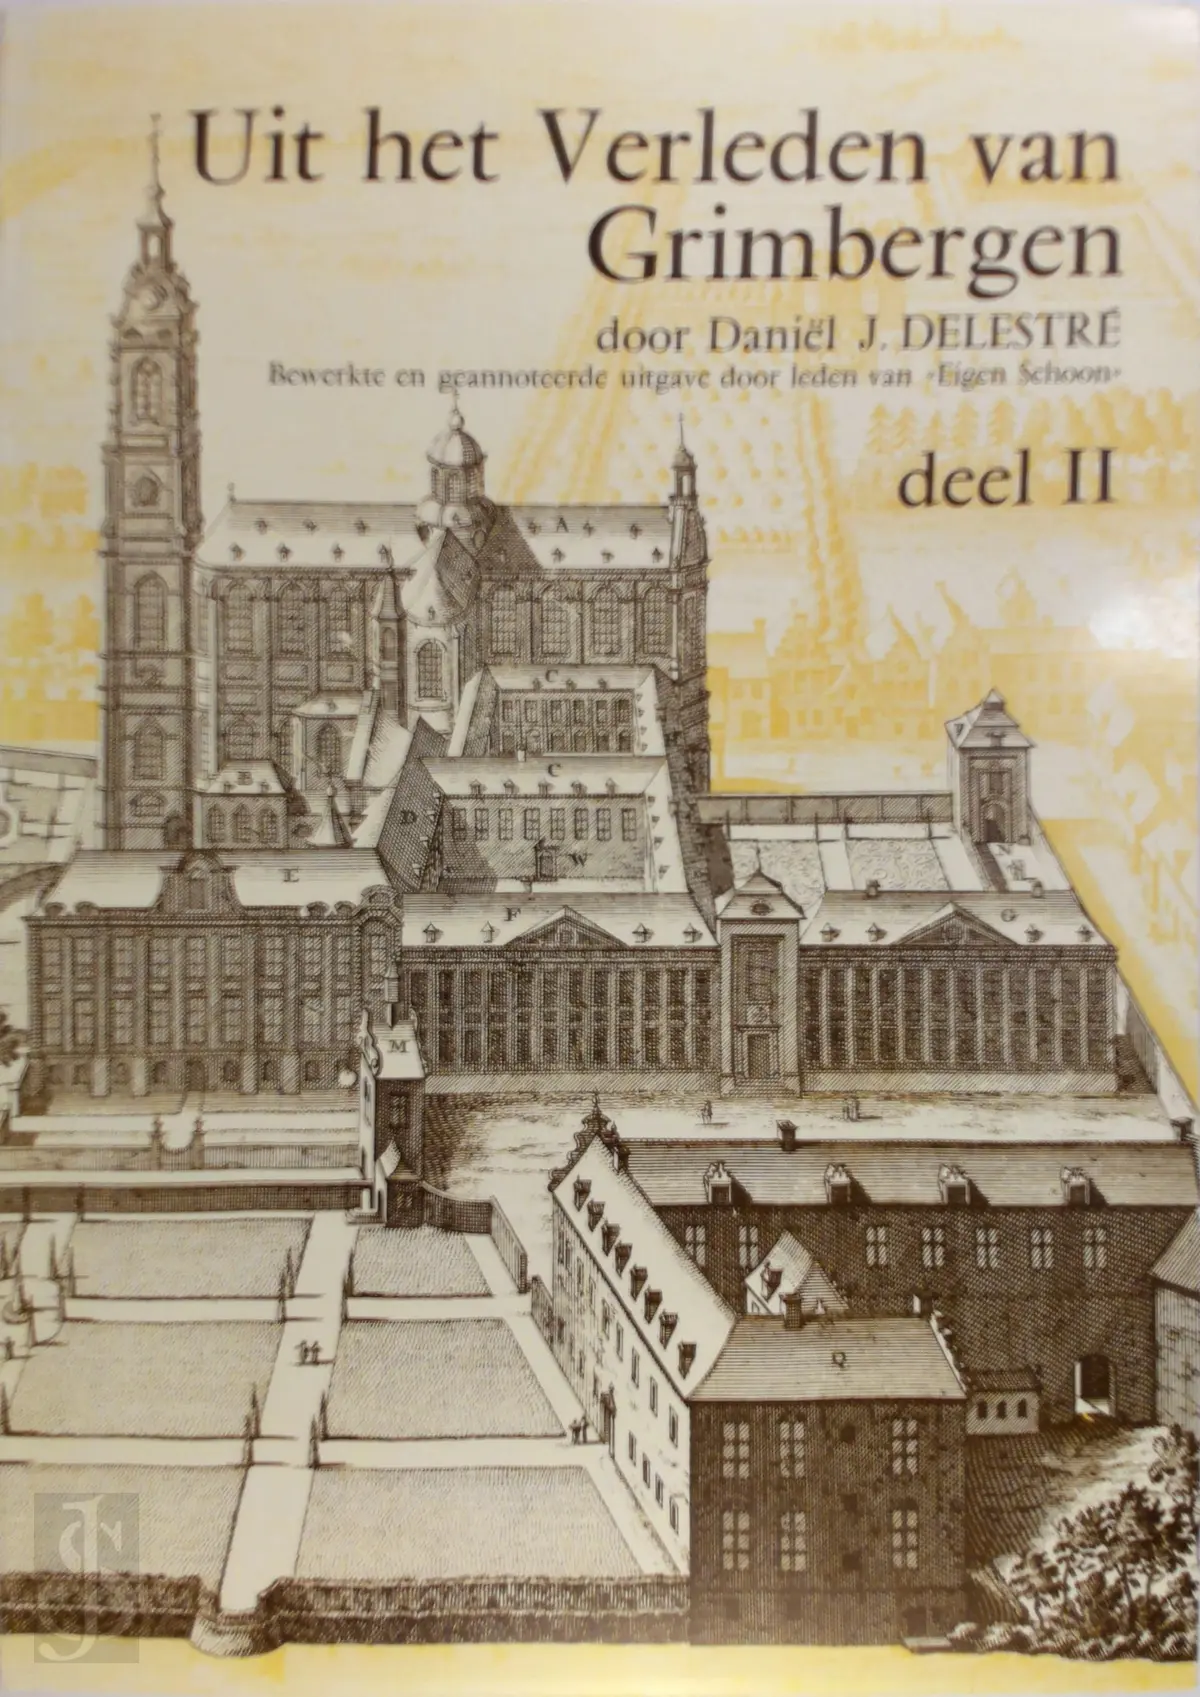 Uit het Verleden van
Grimbergen
door Daniël J. DELESTRÉ
Bewerkte en geannoteerde uitgave door leden van «Eigen Schoon»
deel II
A
C
B
C
D
W
E
F
G
M
Q